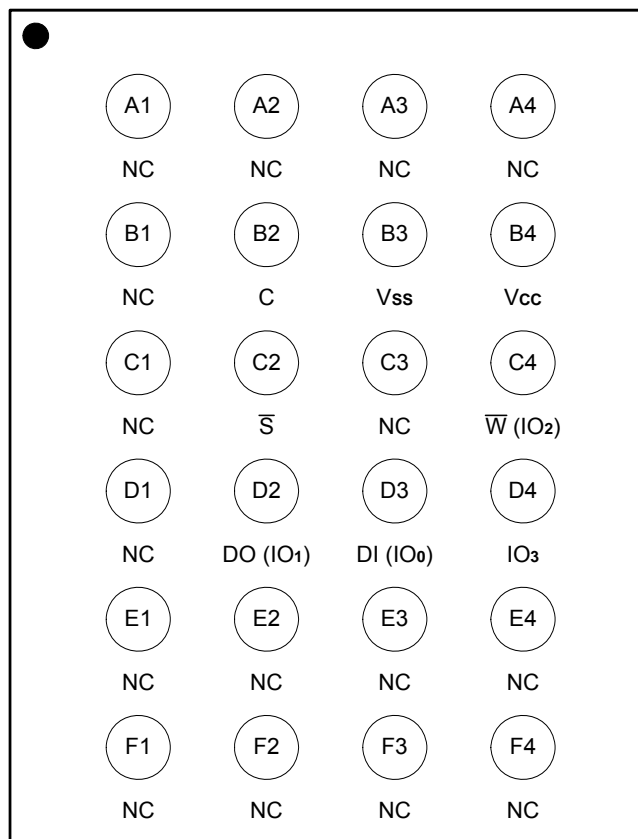 A1 A2 A3 A4
NC NC NC NC
B1 B2 B3 B4
NC C Vss Vcc
C1 C2 C3 C4
NC S̅ NC W̅ (IO₂)
D1 D2 D3 D4
NC DO (IO₁) DI (IO₀) IO₃
E1 E2 E3 E4
NC NC NC NC
F1 F2 F3 F4
NC NC NC NC